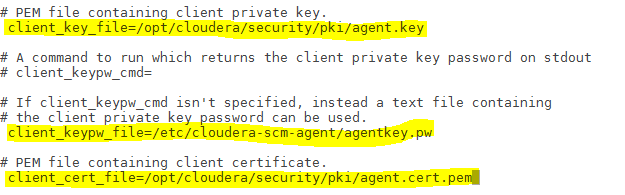 # PEM file containing client private key.
client_key_file=/opt/cloudera/security/pki/agent.key
# A command to run which returns the client private key password on stdout
# client_keypw_cmd=
# If client_keypw_cmd isn't specified, instead a text file containing
# the client private key password can be used.
client_keypw_file=/etc/cloudera-scm-agent/agentkey.pw
# PEM file containing client certificate.
client_cert_file=/opt/cloudera/security/pki/agent.cert.pem